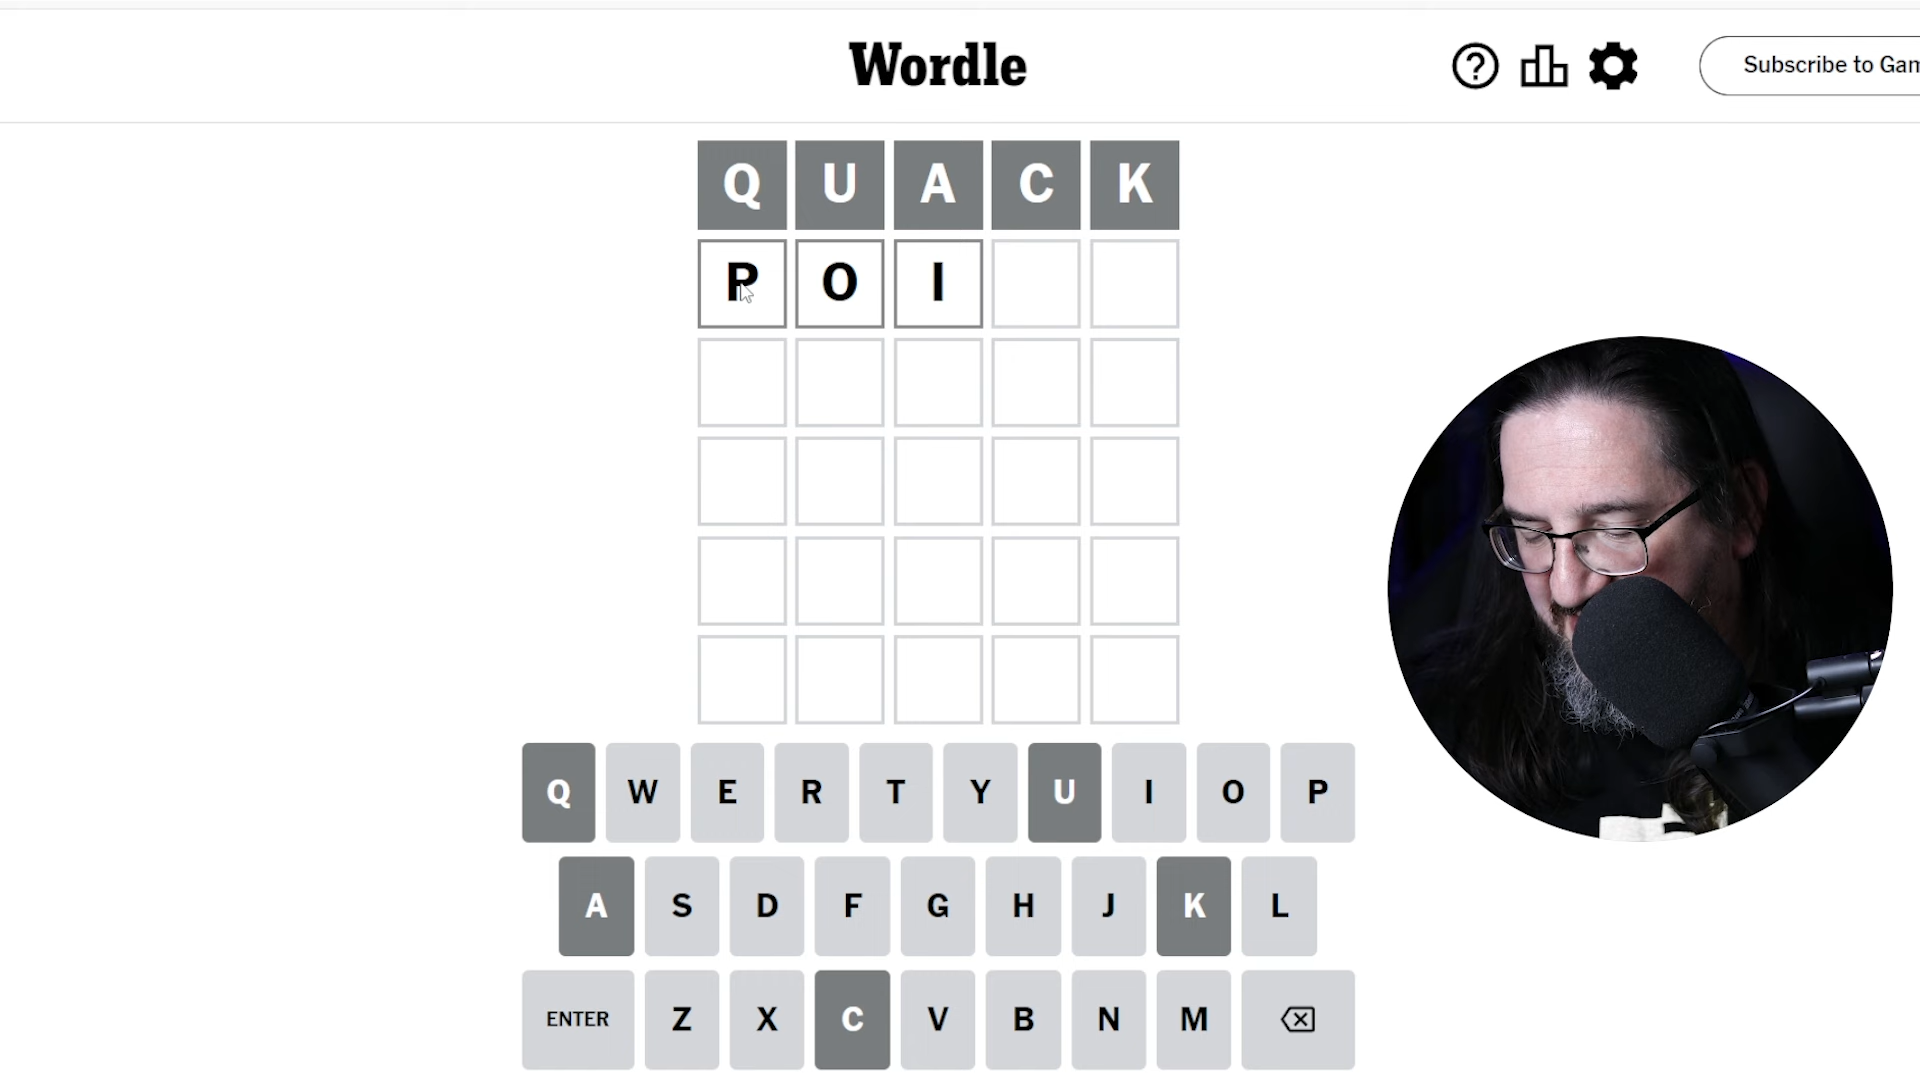 Wordle
Subscribe to Gam
Q U A C K
P O I
Q W E R T Y U I O P
A S D F G H J K L
ENTER Z X C V B N M